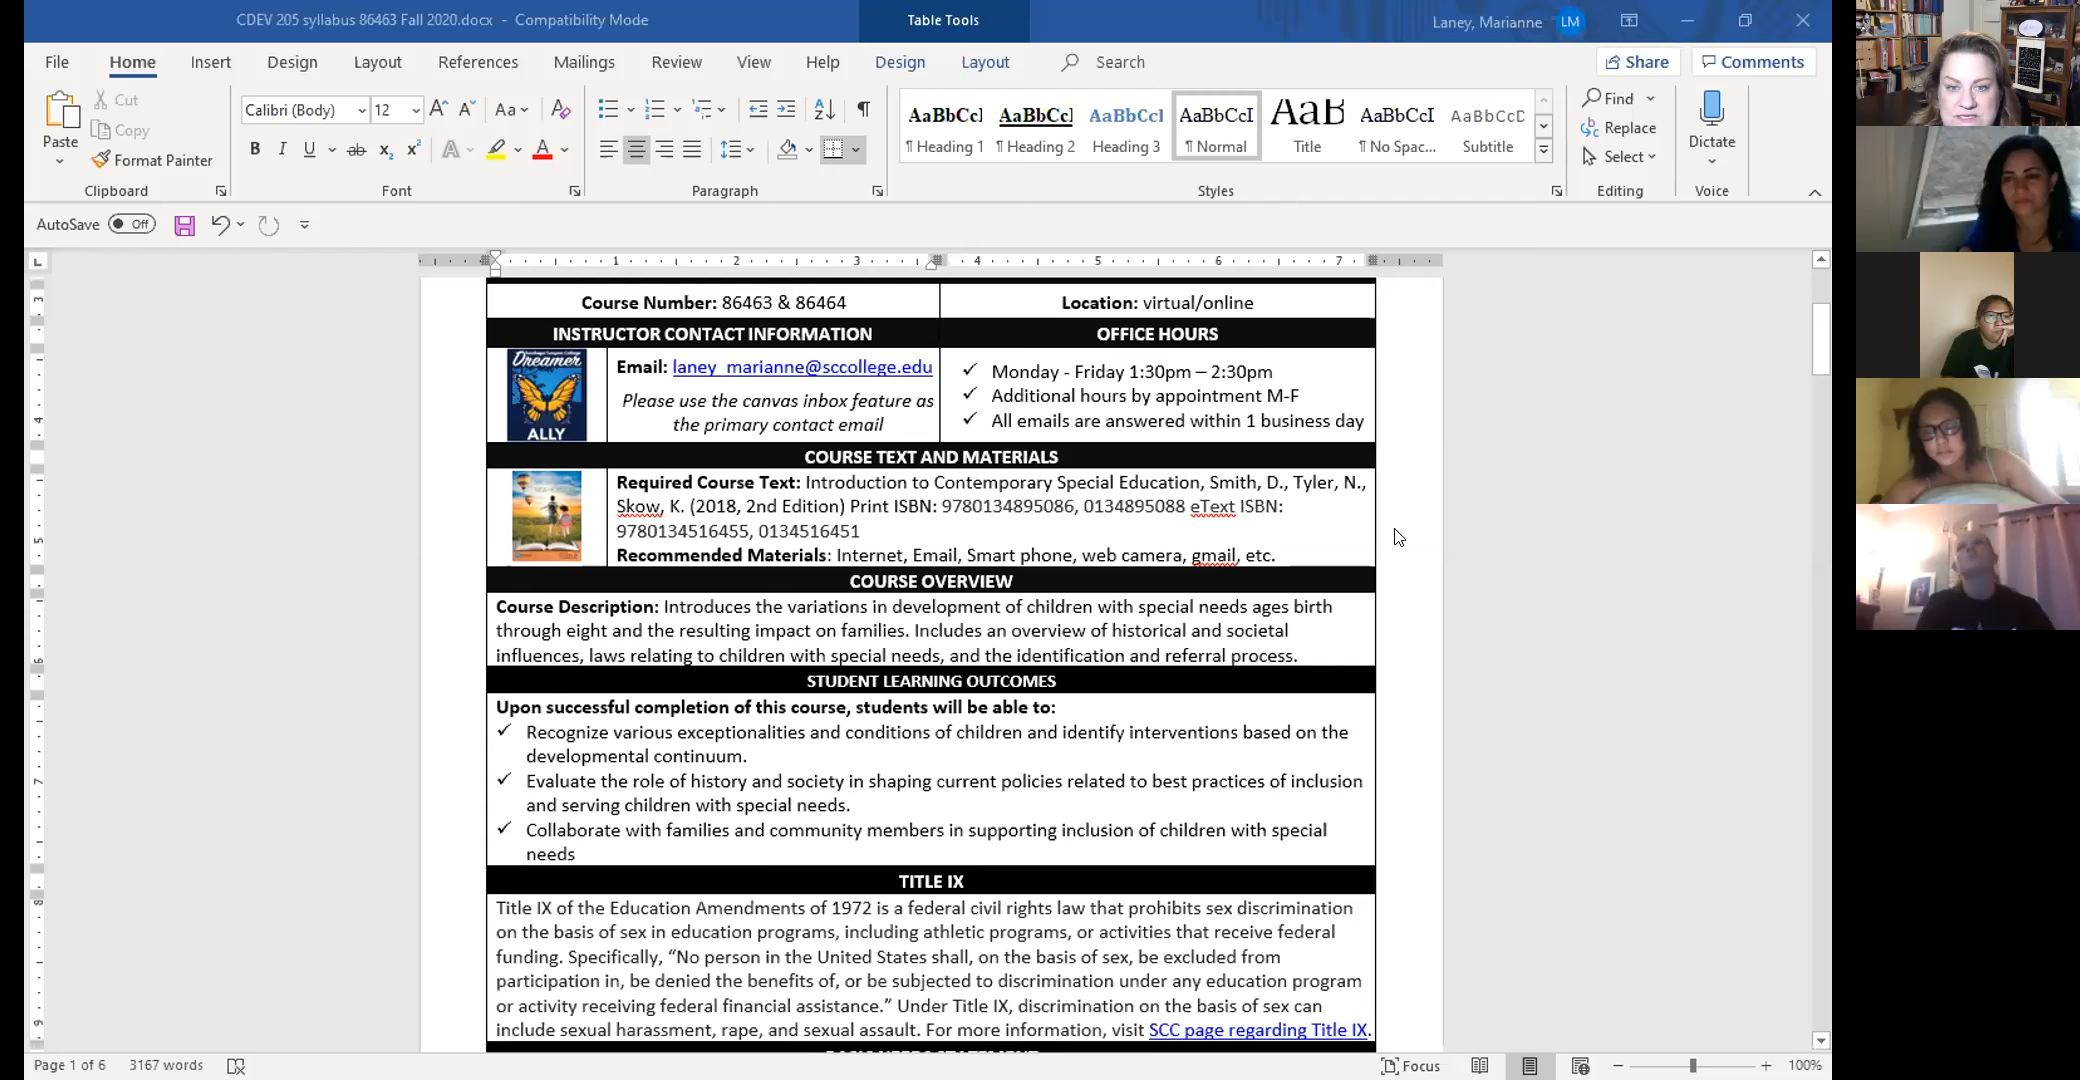 CDEV 205 syllabus 86463 Fall 2020.docx - Compatibility Mode
Table Tools
Laney, Marianne LM
File Home Insert Design Layout References Mailings Review View Help Design Layout Search
Share Comments
Cut
Copy
Paste
Format Painter
Clipboard
Calibri (Body) 12
Font
Paragraph
AaBbCcI AaBbCcI AaBbCcI AaBbCcI AaB AaBbCcI AaBbCcD
¶ Heading 1 ¶ Heading 2 Heading 3 ¶ Normal Title ¶ No Spac... Subtitle
Styles
Find
Replace
Select
Editing
Dictate
Voice
AutoSave Off
1 2 3 4 5 6 7
Course Number: 86463 & 86464
Location: virtual/online
INSTRUCTOR CONTACT INFORMATION
OFFICE HOURS
Dreamer
ALLY
Email: laney_marianne@sccollege.edu
Please use the canvas inbox feature as
the primary contact email
✓ Monday - Friday 1:30pm – 2:30pm
✓ Additional hours by appointment M-F
✓ All emails are answered within 1 business day
COURSE TEXT AND MATERIALS
Required Course Text: Introduction to Contemporary Special Education, Smith, D., Tyler, N.,
Skow, K. (2018, 2nd Edition) Print ISBN: 9780134895086, 0134895088 eText ISBN:
9780134516455, 0134516451
Recommended Materials: Internet, Email, Smart phone, web camera, gmail, etc.
COURSE OVERVIEW
Course Description: Introduces the variations in development of children with special needs ages birth
through eight and the resulting impact on families. Includes an overview of historical and societal
influences, laws relating to children with special needs, and the identification and referral process.
STUDENT LEARNING OUTCOMES
Upon successful completion of this course, students will be able to:
✓ Recognize various exceptionalities and conditions of children and identify interventions based on the
developmental continuum.
✓ Evaluate the role of history and society in shaping current policies related to best practices of inclusion
and serving children with special needs.
✓ Collaborate with families and community members in supporting inclusion of children with special
needs
TITLE IX
Title IX of the Education Amendments of 1972 is a federal civil rights law that prohibits sex discrimination
on the basis of sex in education programs, including athletic programs, or activities that receive federal
funding. Specifically, “No person in the United States shall, on the basis of sex, be excluded from
participation in, be denied the benefits of, or be subjected to discrimination under any education program
or activity receiving federal financial assistance.” Under Title IX, discrimination on the basis of sex can
include sexual harassment, rape, and sexual assault. For more information, visit SCC page regarding Title IX.
Page 1 of 6 3167 words
Focus
100%